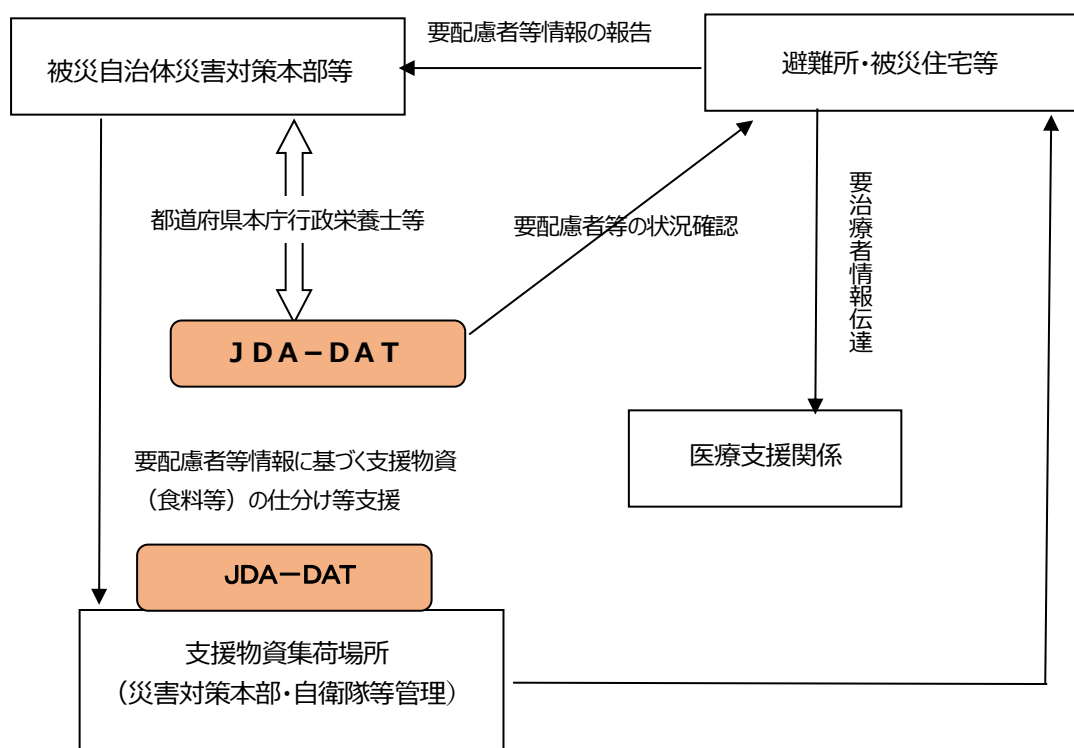 要配慮者等情報の報告
被災自治体災害対策本部等
避難所・被災住宅等
都道府県本庁行政栄養士等
要配慮者等の状況確認
要治療者情報伝達
JDA-DAT
要配慮者等情報に基づく支援物資
（食料等）の仕分け等支援
医療支援関係
JDA-DAT
支援物資集荷場所
（災害対策本部・自衛隊等管理）